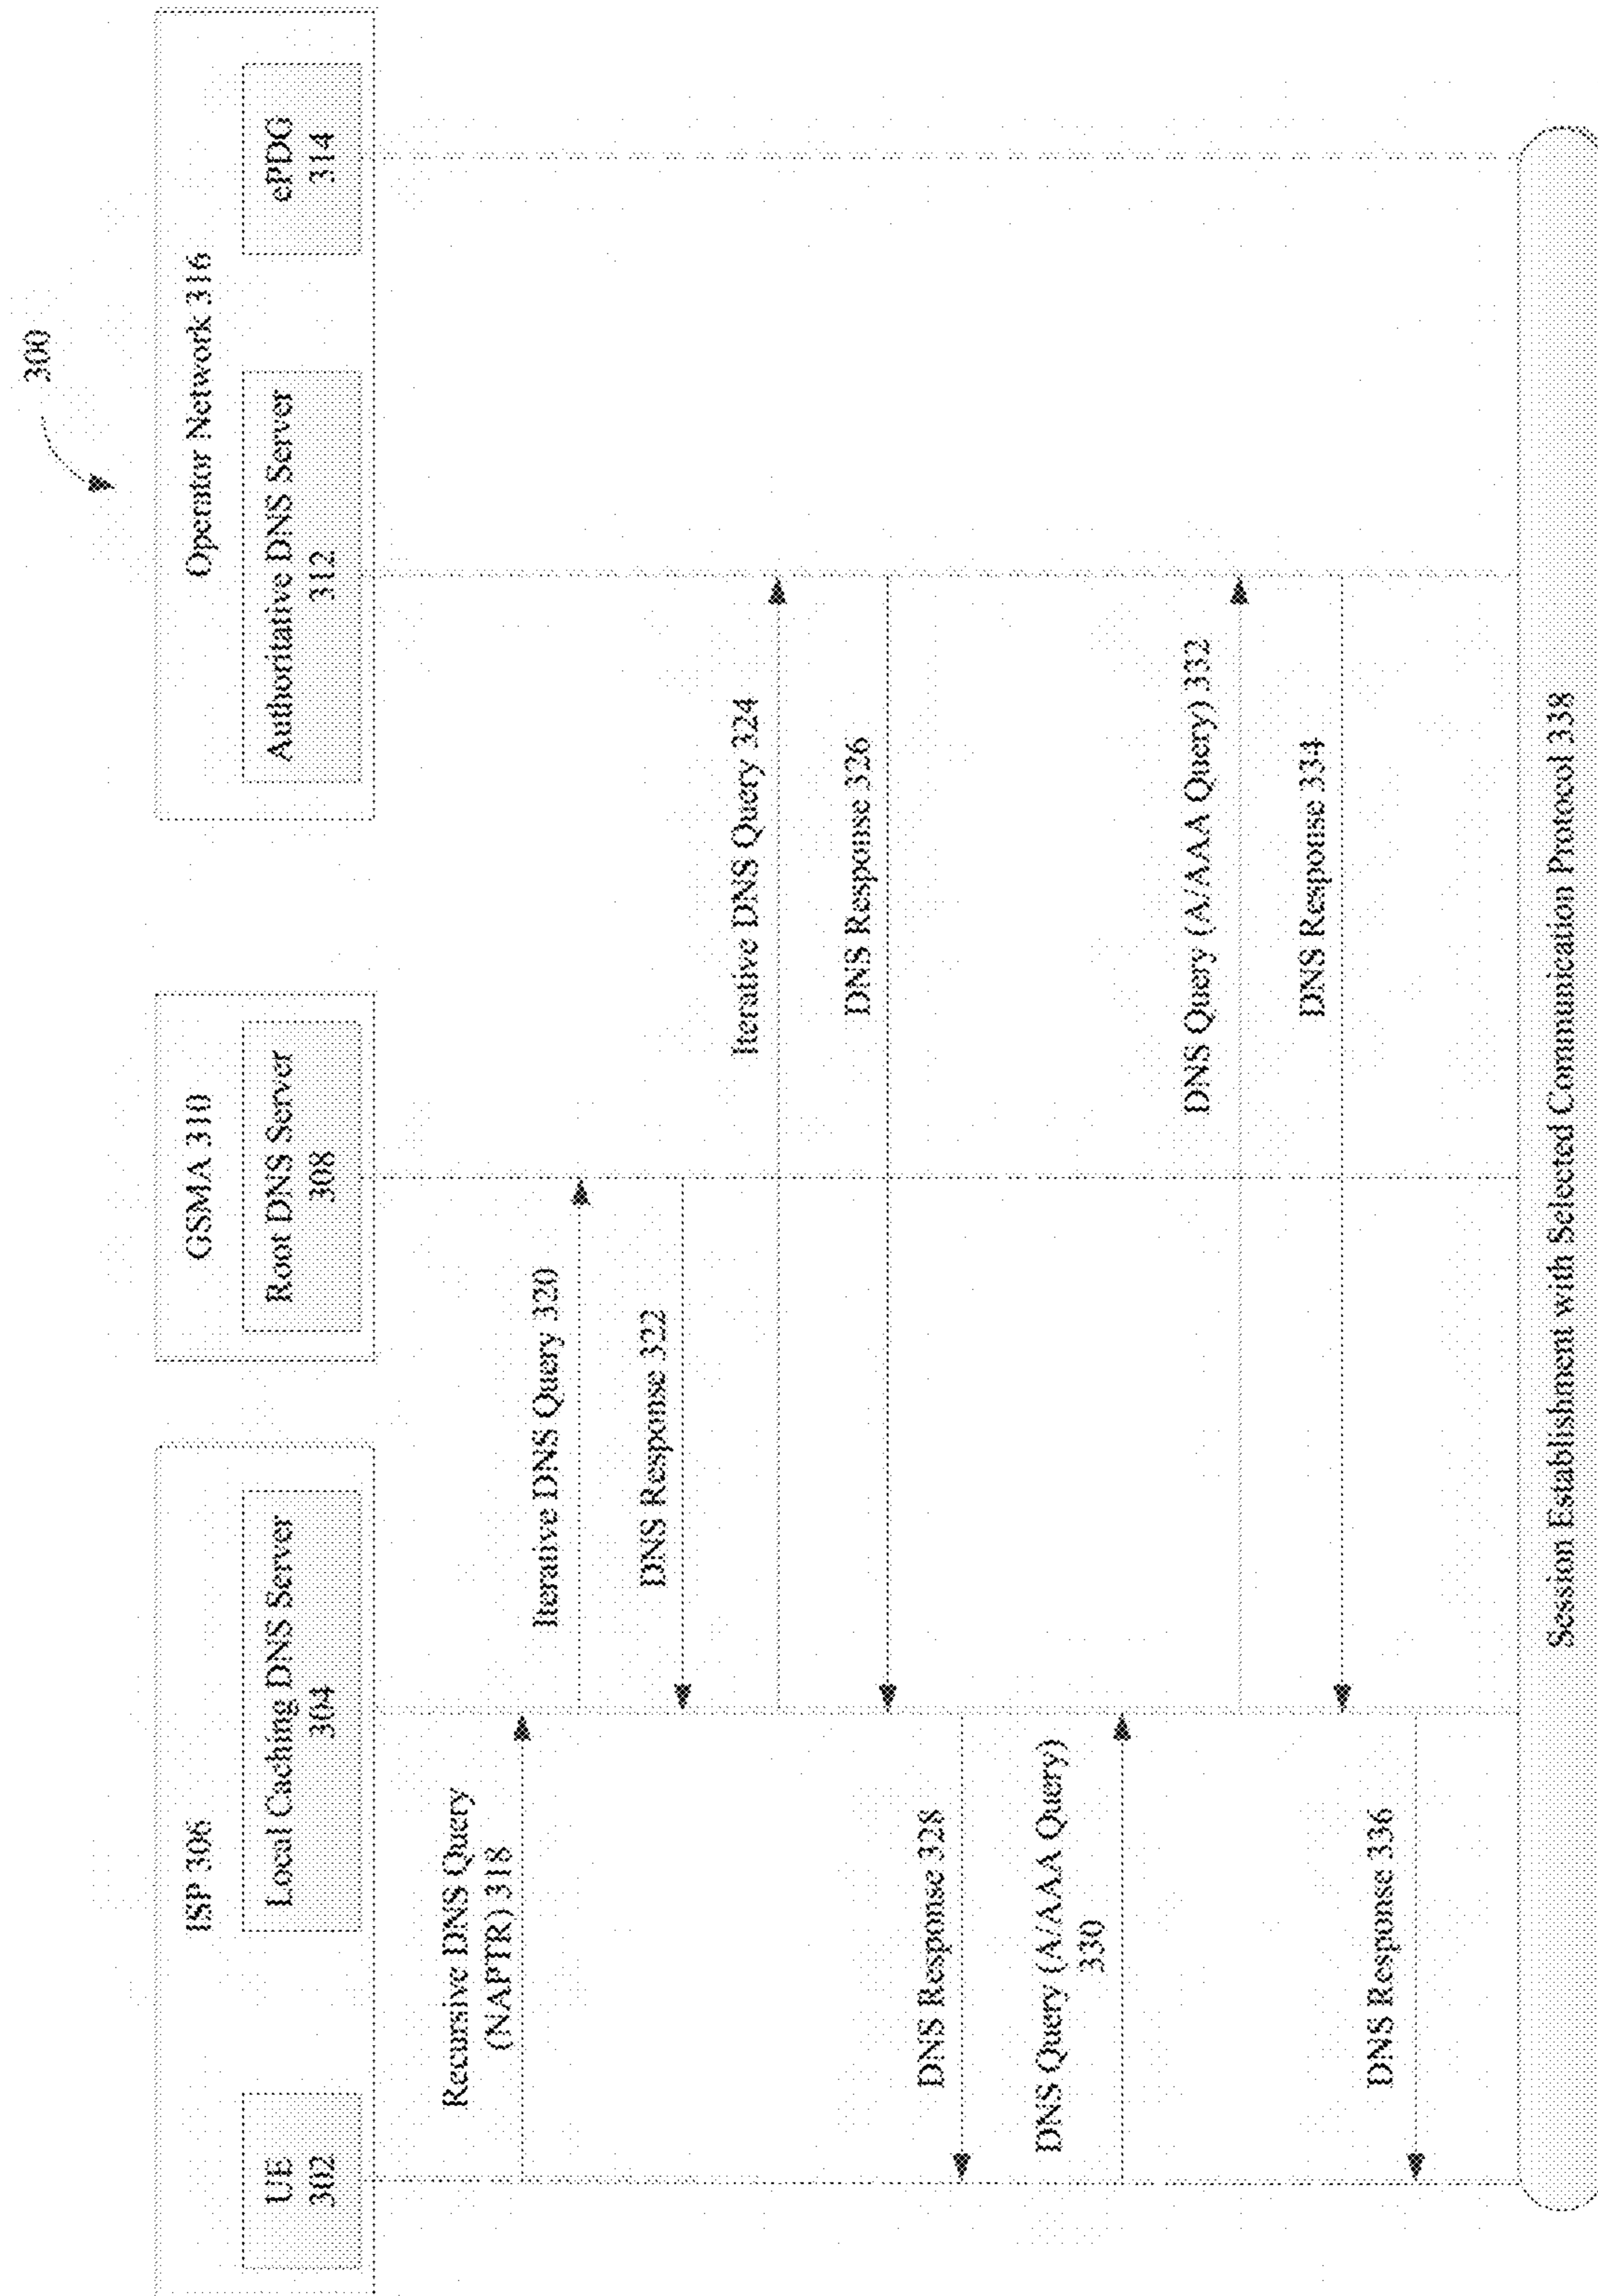 300
ISP 306
GSMA 310
Operator Network 316
UE
302
Local Caching DNS Server
304
Root DNS Server
308
Authoritative DNS Server
312
ePDG
314
Recursive DNS Query
(NAPTR) 318
Iterative DNS Query 320
DNS Response 322
Iterative DNS Query 324
DNS Response 326
DNS Response 328
DNS Query (A/AAA Query)
330
DNS Query (A/AAA Query) 332
DNS Response 334
DNS Response 336
Session Establishment with Selected Communication Protocol 338